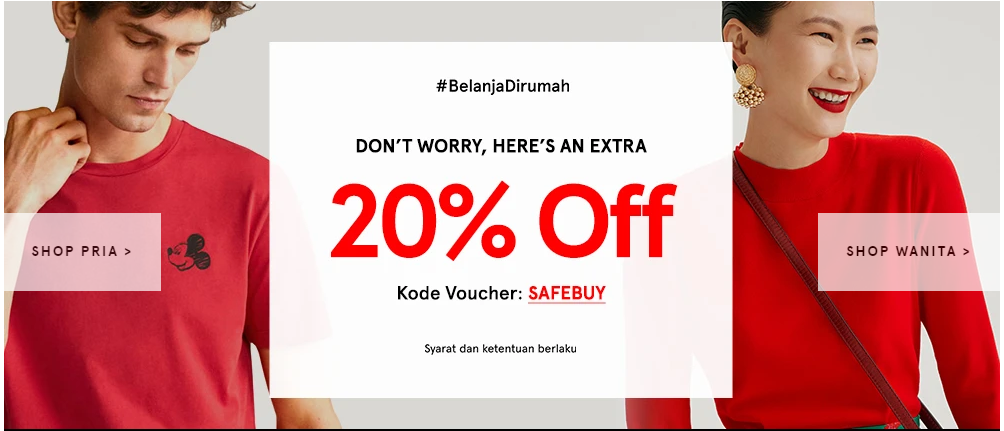 #BelanjaDirumah
DON'T WORRY, HERE'S AN EXTRA
20% Off
SHOP PRIA >
SHOP WANITA >
Kode Voucher: SAFEBUY
Syarat dan ketentuan berlaku